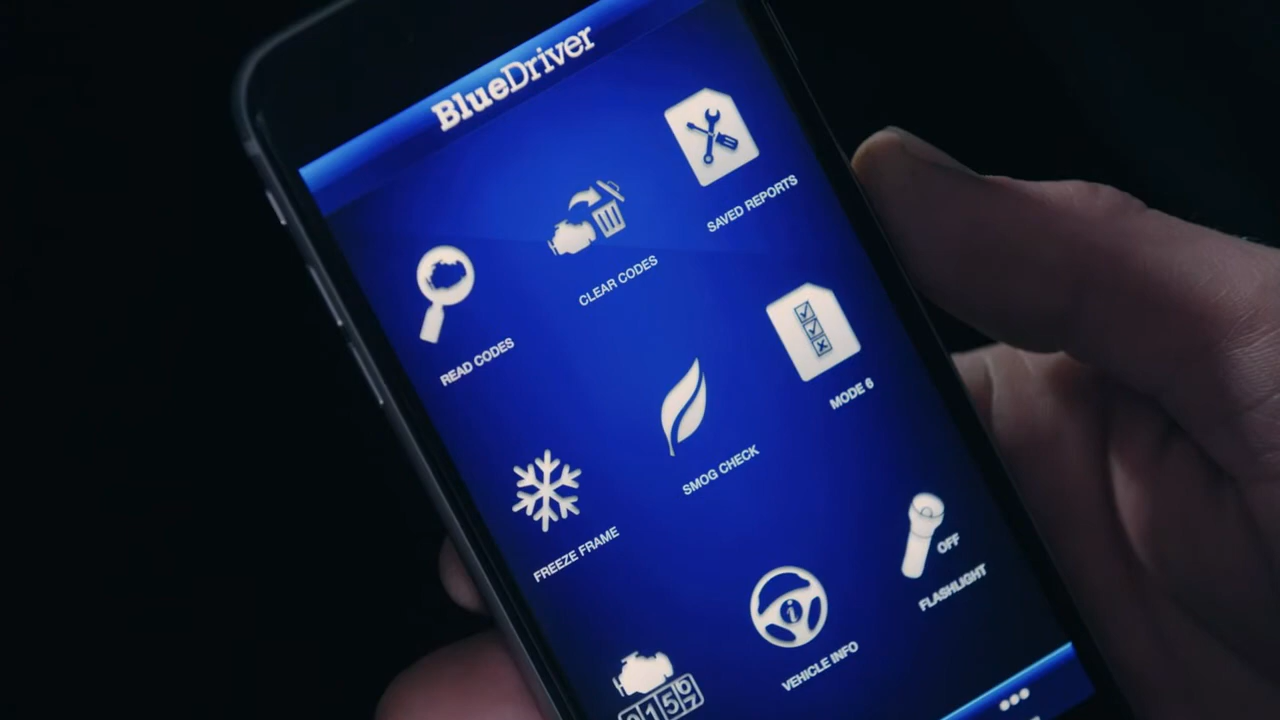 BlueDriver
READ CODES
CLEAR CODES
SAVED REPORTS
FREEZE FRAME
SMOG CHECK
MODE 6
VEHICLE INFO
OFF
FLASHLIGHT